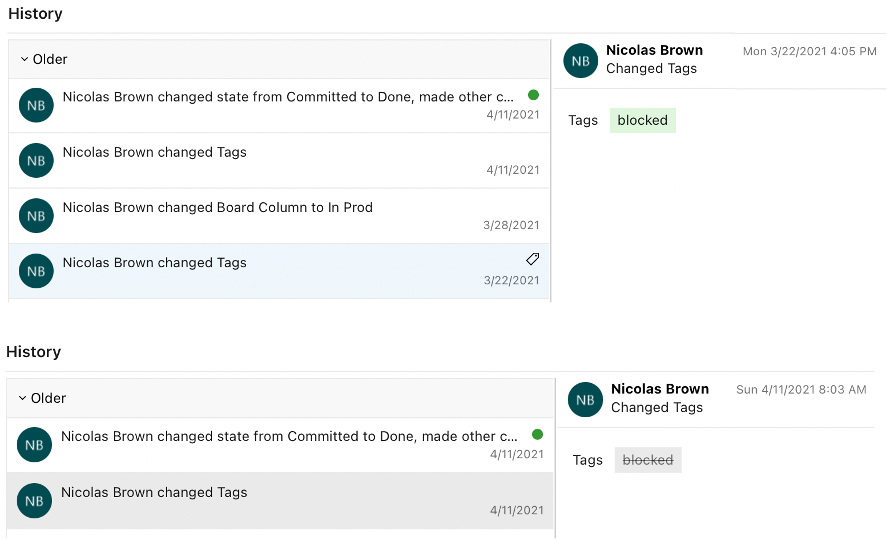 History
Older
NB
Nicolas Brown changed state from Committed to Done, made other c...
4/11/2021
NB
Nicolas Brown changed Tags
4/11/2021
NB
Nicolas Brown changed Board Column to In Prod
3/28/2021
NB
Nicolas Brown changed Tags
3/22/2021
NB
Nicolas Brown Mon 3/22/2021 4:05 PM
Changed Tags
Tags blocked
History
Older
NB
Nicolas Brown changed state from Committed to Done, made other c...
4/11/2021
NB
Nicolas Brown changed Tags
4/11/2021
NB
Nicolas Brown Sun 4/11/2021 8:03 AM
Changed Tags
Tags blocked